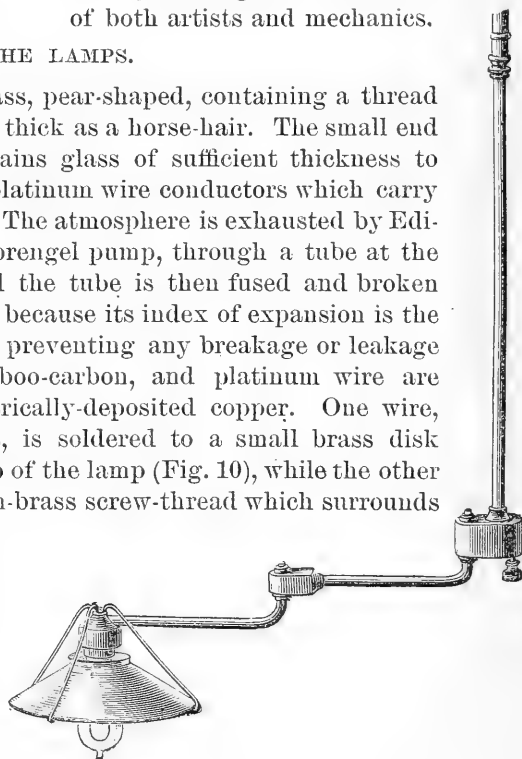 of both artists and mechanics.
HE LAMPS.
ass, pear-shaped, containing a thread
thick as a horse-hair. The small end
ains glass of sufficient thickness to
latinum wire conductors which carry
The atmosphere is exhausted by Edi-
prengel pump, through a tube at the
the tube is then fused and broken
because its index of expansion is the
preventing any breakage or leakage
boo-carbon, and platinum wire are
rically-deposited copper. One wire,
is soldered to a small brass disk
of the lamp (Fig. 10), while the other
n-brass screw-thread which surrounds